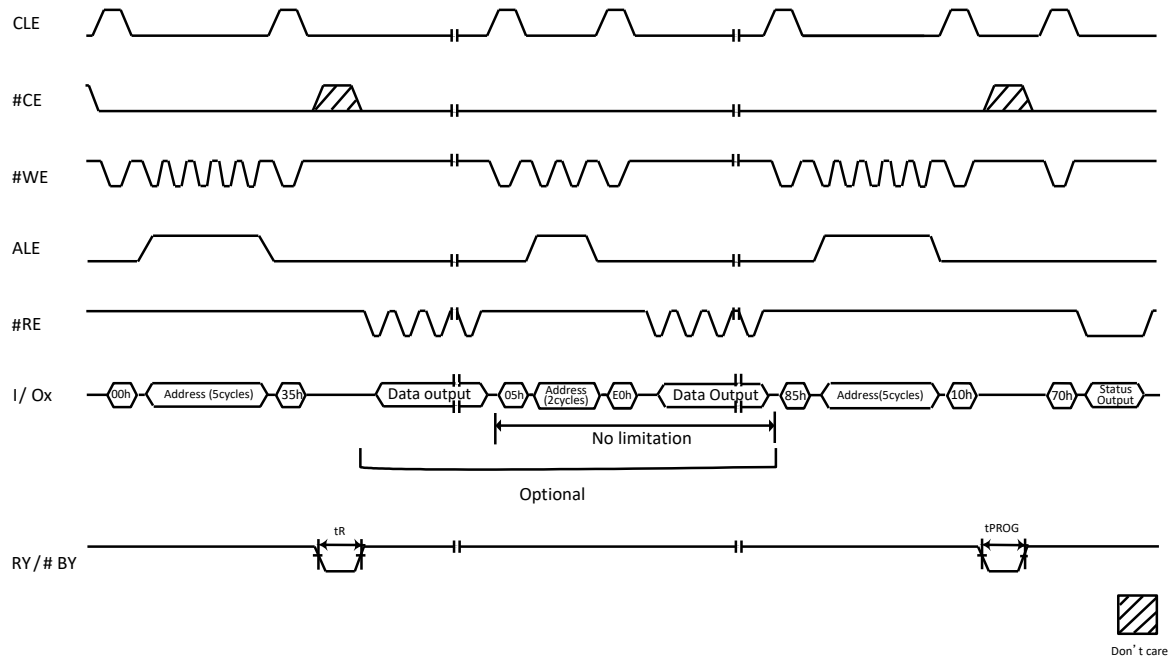 CLE
#CE
#WE
ALE
#RE
I/Ox
00h
Address (5cycles)
35h
Data output
05h
Address
(2cycles)
E0h
Data Output
85h
Address(5cycles)
10h
70h
Status
Output
No limitation
Optional
RY/# BY
tR
tPROG
Don't care